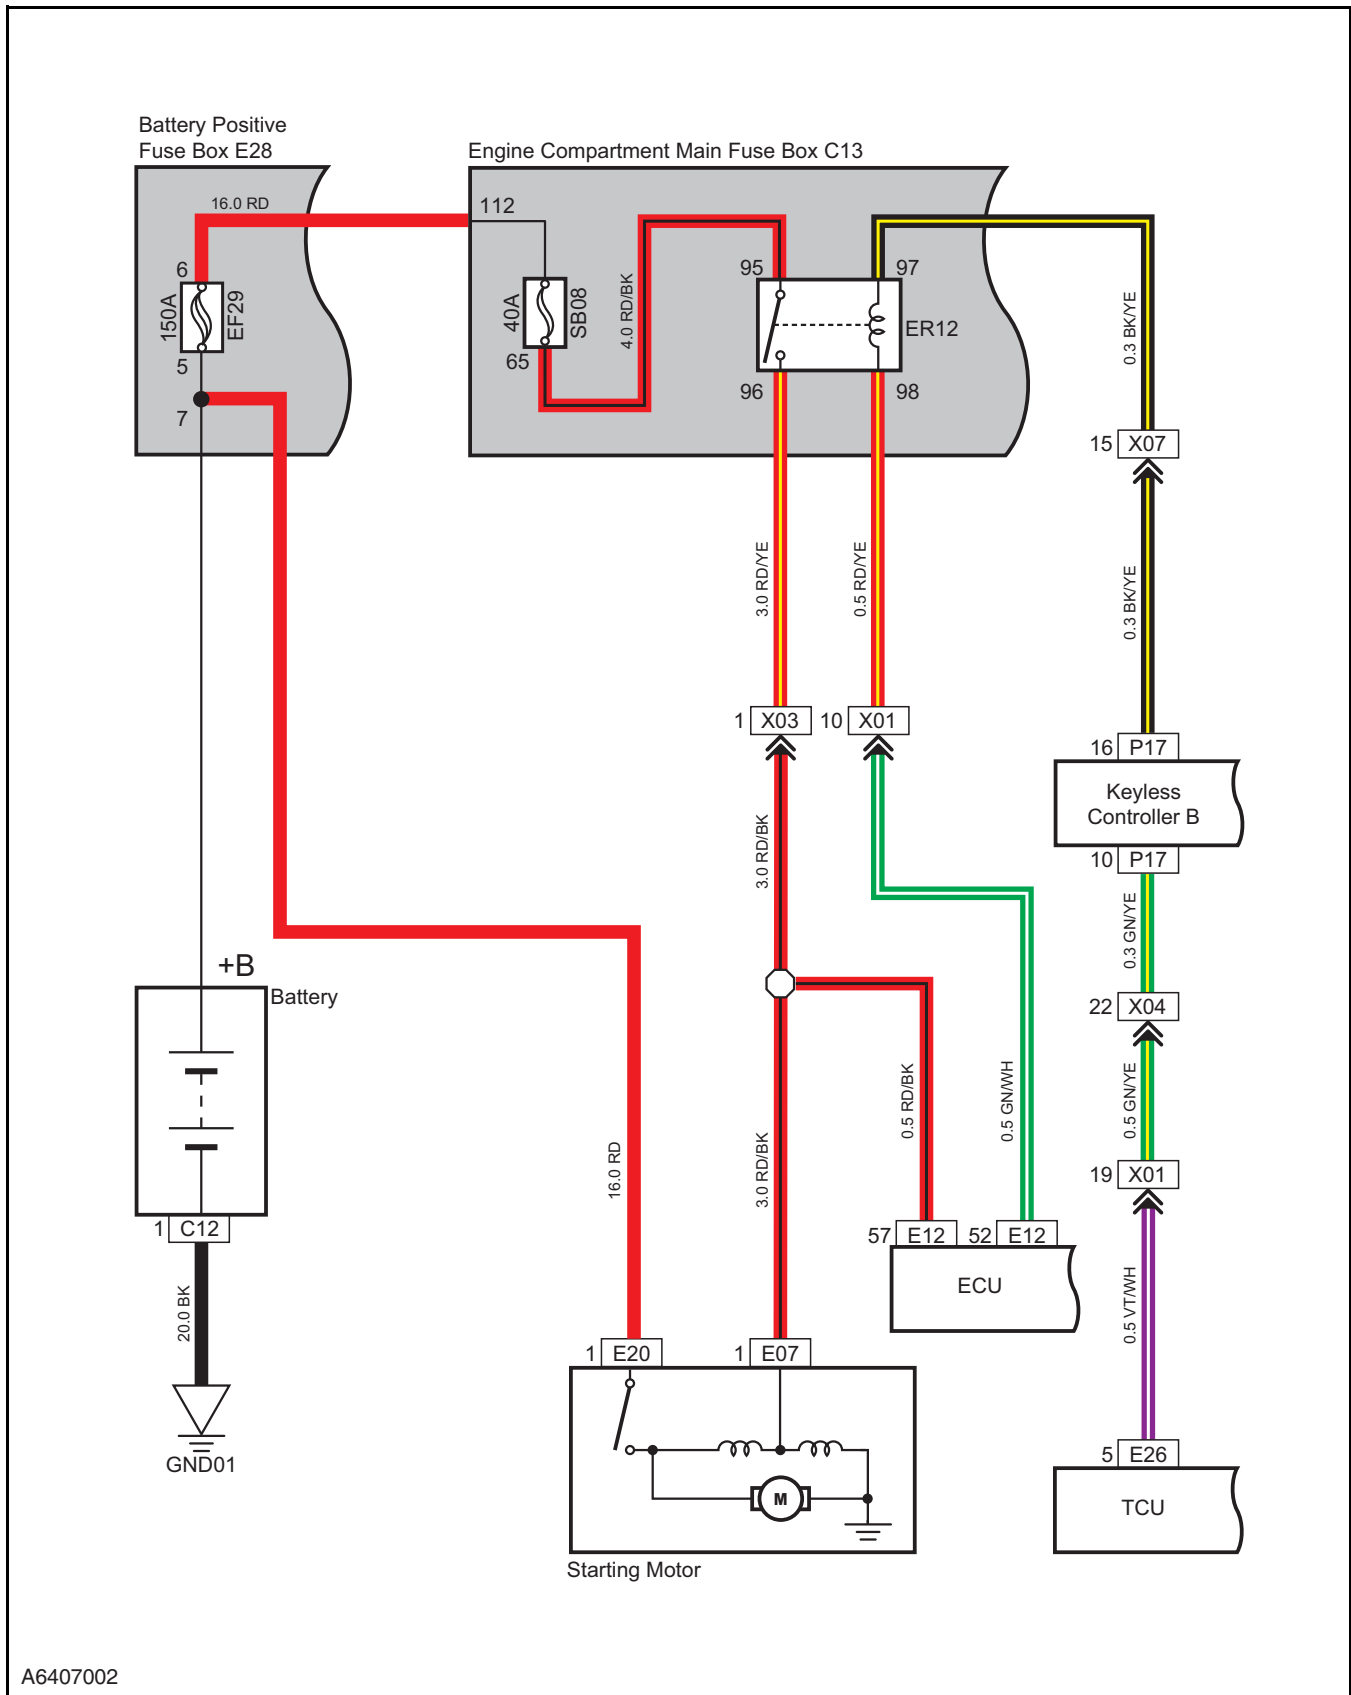 Battery Positive
Fuse Box E28
Engine Compartment Main Fuse Box C13
16.0 RD
112
6
150A
EF29
5
7
40A
SB08
65
4.0 RD/BK
95
97
ER12
96
98
0.3 BK/YE
15 X07
3.0 RD/YE
0.5 RD/YE
0.3 BK/YE
1 X03
10 X01
16 P17
Keyless
Controller B
10 P17
3.0 RD/BK
0.3 GN/YE
+B
Battery
22 X04
0.5 RD/BK
0.5 GN/WH
0.5 GN/YE
16.0 RD
3.0 RD/BK
19 X01
1 C12
57 E12
52 E12
ECU
20.0 BK
0.5 VT/WH
1 E20
1 E07
GND01
5 E26
M
TCU
Starting Motor
A6407002